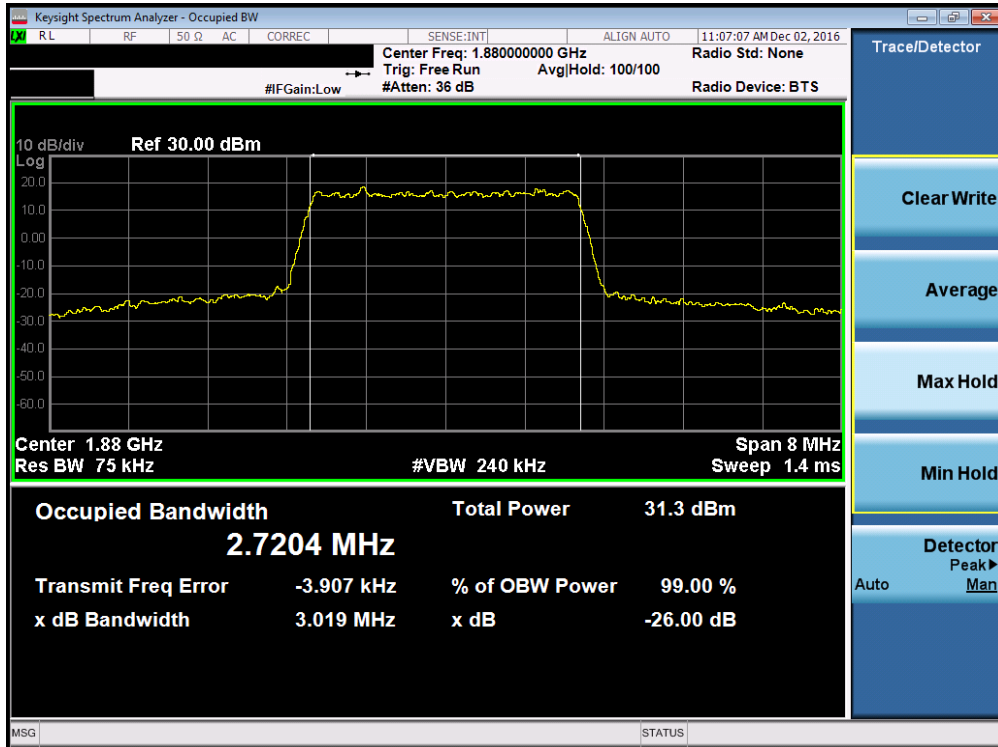 Keysight Spectrum Analyzer - Occupied BW
LXI RL RF 50 Ω AC CORREC SENSE:INT ALIGN AUTO 11:07:07 AM Dec 02, 2016
Center Freq: 1.880000000 GHz Radio Std: None
Trig: Free Run Avg|Hold: 100/100
#IFGain:Low #Atten: 36 dB Radio Device: BTS
Trace/Detector
10 dB/div Ref 30.00 dBm
Log
20.0
10.0
0.00
-10.0
-20.0
-30.0
-40.0
-50.0
-60.0
Center 1.88 GHz Span 8 MHz
Res BW 75 kHz #VBW 240 kHz Sweep 1.4 ms
Occupied Bandwidth Total Power 31.3 dBm
2.7204 MHz
Transmit Freq Error -3.907 kHz % of OBW Power 99.00 %
x dB Bandwidth 3.019 MHz x dB -26.00 dB
Clear Write
Average
Max Hold
Min Hold
Detector
Peak▶
Auto Man
MSG STATUS